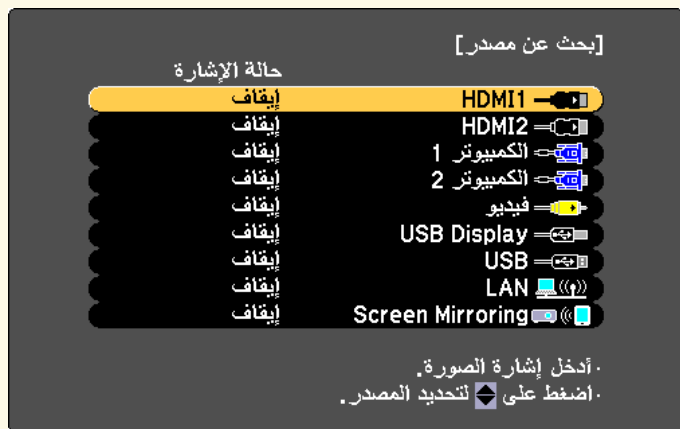 [بحث عن مصدر]
حالة الإشارة
HDMI1 إيقاف
HDMI2 إيقاف
الكمبيوتر 1 إيقاف
الكمبيوتر 2 إيقاف
فيديو إيقاف
USB Display إيقاف
USB إيقاف
LAN إيقاف
Screen Mirroring إيقاف
·أدخل إشارة الصورة.
·اضغط على لتحديد المصدر.